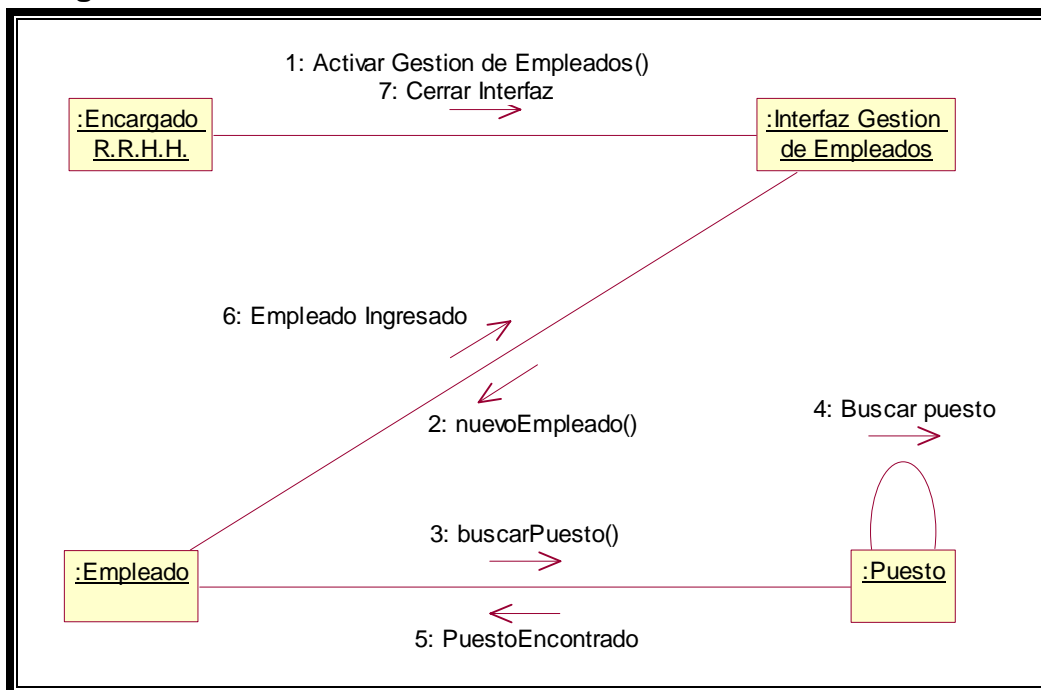 1: Activar Gestion de Empleados()
7: Cerrar Interfaz
:Encargado
R.R.H.H.
:Interfaz Gestion
de Empleados
6: Empleado Ingresado
2: nuevoEmpleado()
4: Buscar puesto
3: buscarPuesto()
:Empleado
:Puesto
5: PuestoEncontrado